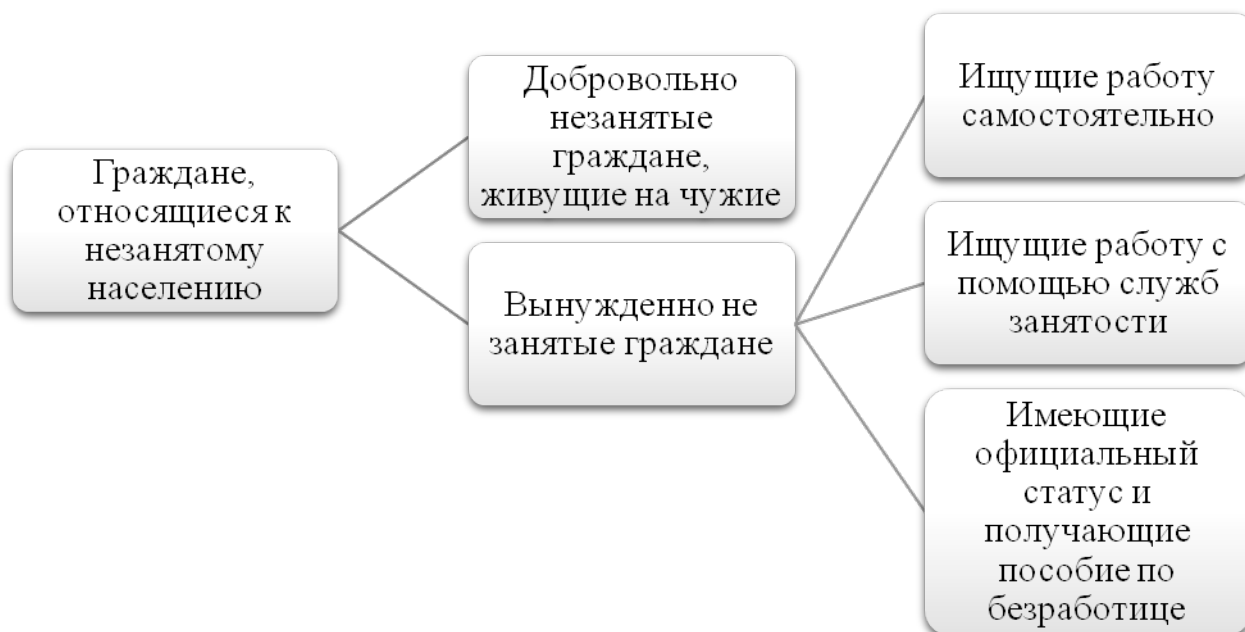 Граждане,
относящиеся к
незанятому
населению
Добровольно
незанятые
граждане,
живущие на чужие
Вынужденно не
занятые граждане
Ищущие работу
самостоятельно
Ищущие работу с
помощью служб
занятости
Имеющие
официальный
статус и
получающие
пособие по
безработице